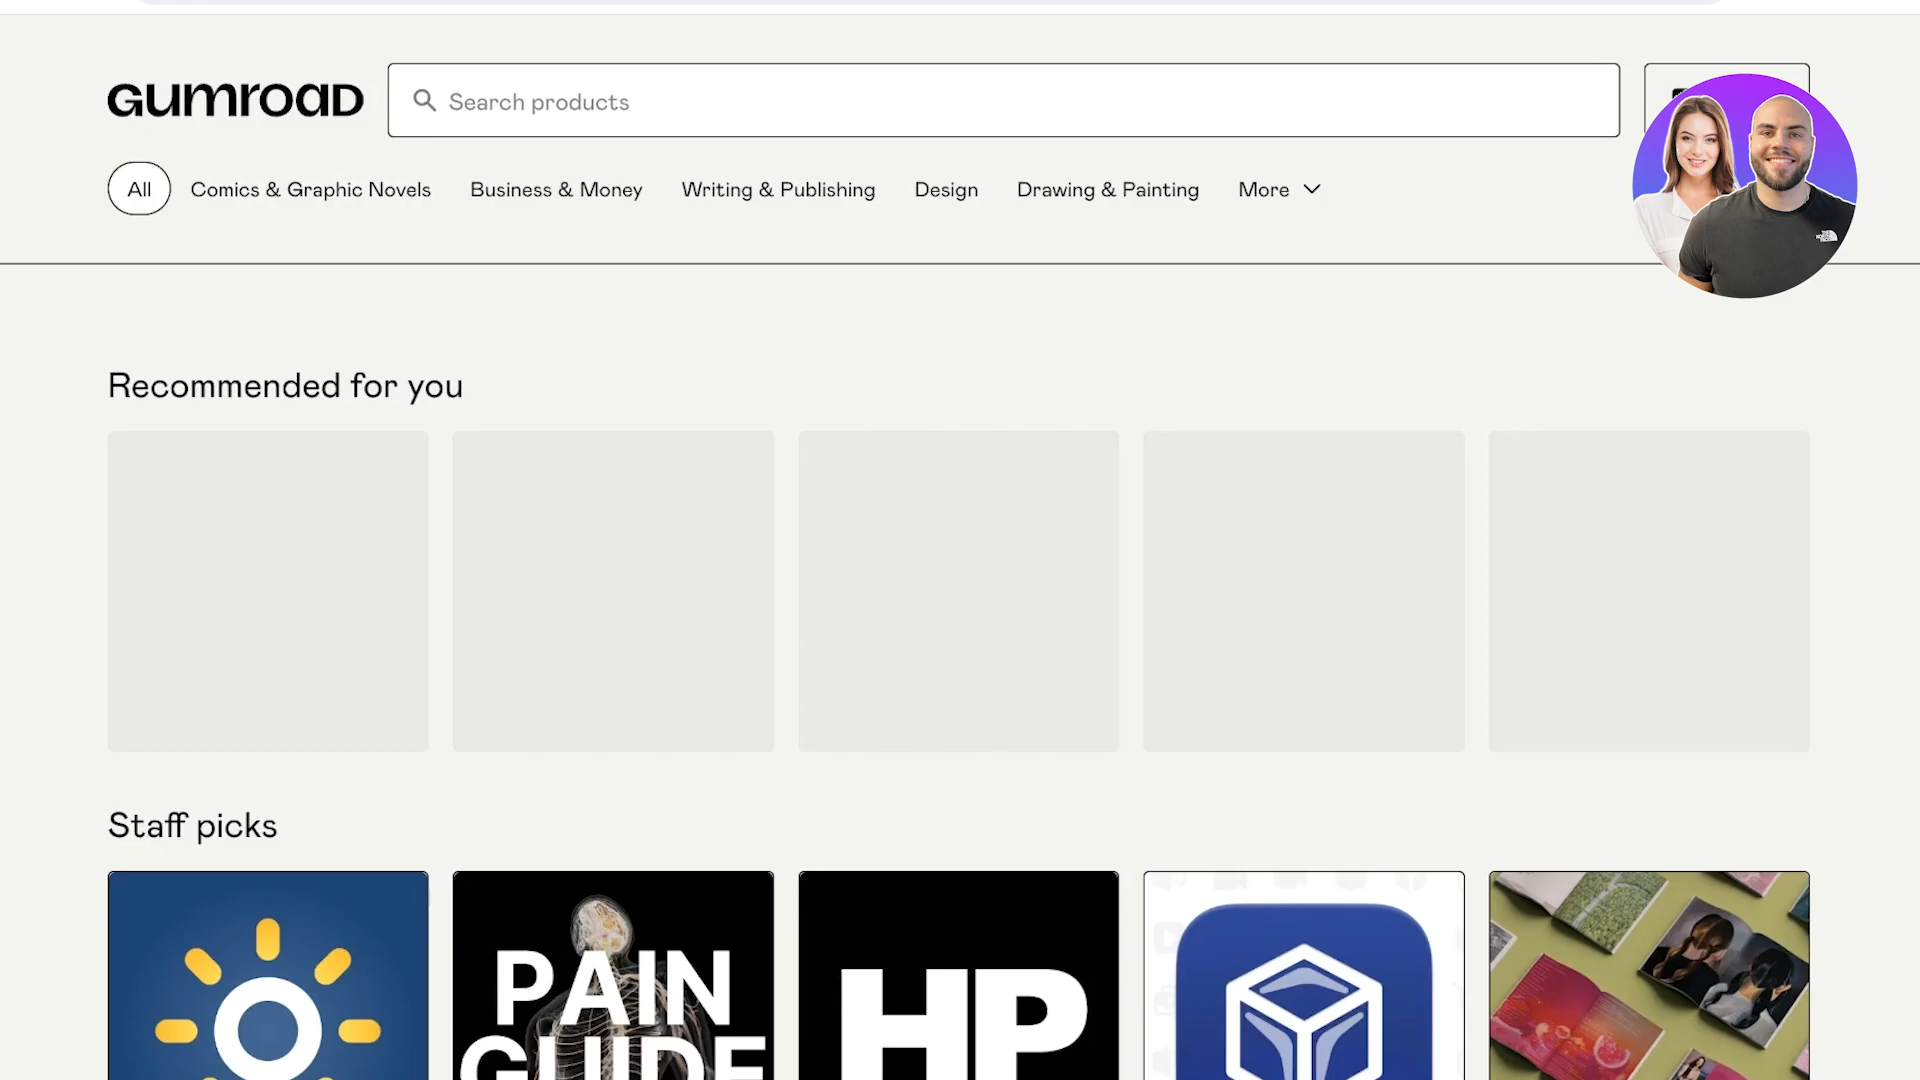 GUMROAD
Search products
All
Comics & Graphic Novels
Business & Money
Writing & Publishing
Design
Drawing & Painting
More
Recommended for you
Staff picks
PAIN
GUIDE
HP